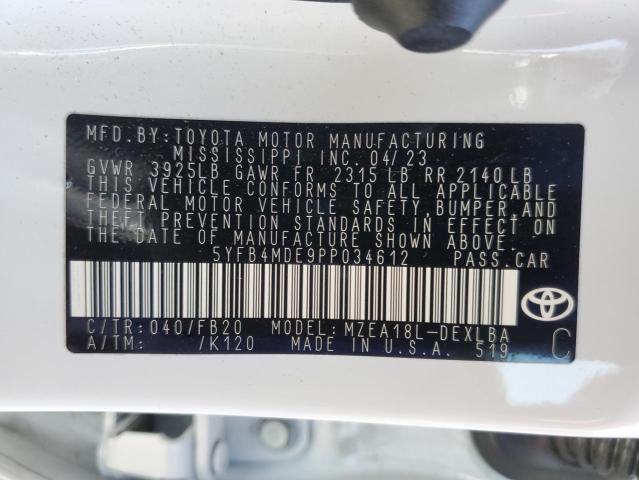 MFD. BY: TOYOTA MOTOR MANUFACTURING
MISSISSIPPI INC. 04/23
GVWR 3925LB GAWR FR 2315 LB RR 2140 LB
THIS VEHICLE CONFORMS TO ALL APPLICABLE
FEDERAL MOTOR VEHICLE SAFETY, BUMPER, AND
THEFT PREVENTION STANDARDS IN EFFECT ON
THE DATE OF MANUFACTURE SHOWN ABOVE.
5YFB4MDE9PP034612 PASS. CAR
C/TR: 040/FB20 MODEL: MZEA18L-DEXLBA
A/TM: /K120 MADE IN U.S.A. 519 C